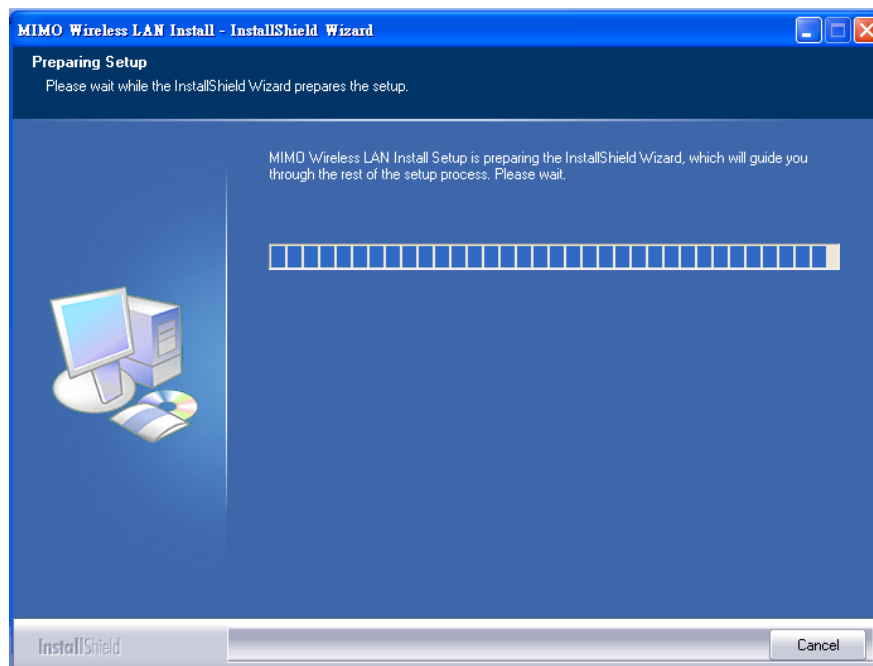 MIMO Wireless LAN Install - InstallShield Wizard
Preparing Setup
Please wait while the InstallShield Wizard prepares the setup.
MIMO Wireless LAN Install Setup is preparing the InstallShield Wizard, which will guide you
through the rest of the setup process. Please wait.
InstallShield
Cancel